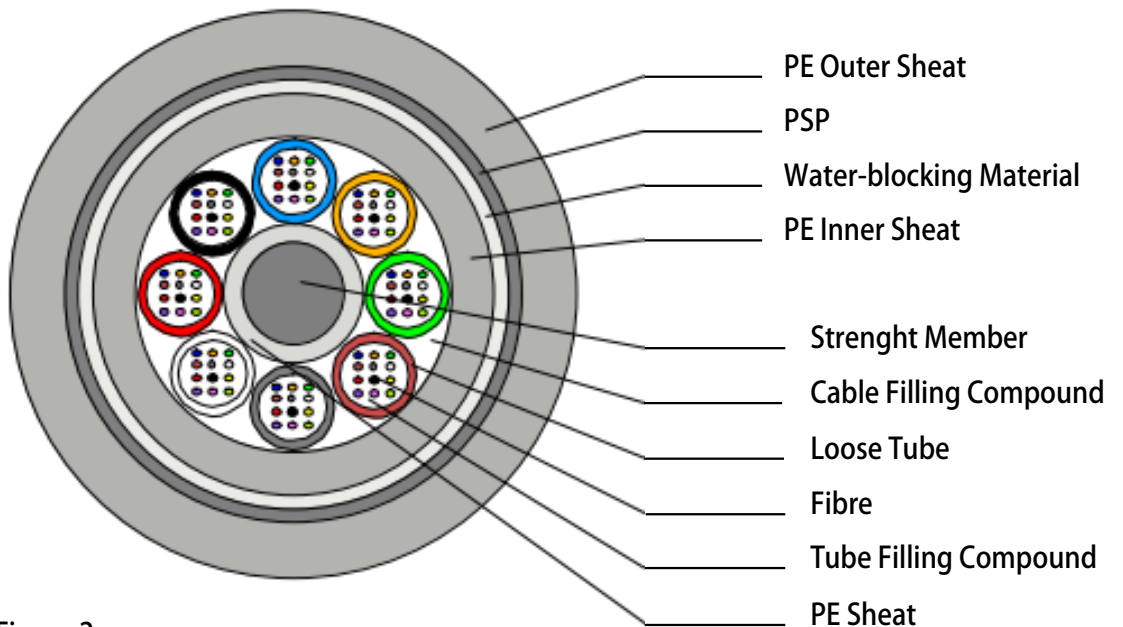 PE Outer Sheat
PSP
Water-blocking Material
PE Inner Sheat
Strenght Member
Cable Filling Compound
Loose Tube
Fibre
Tube Filling Compound
PE Sheat